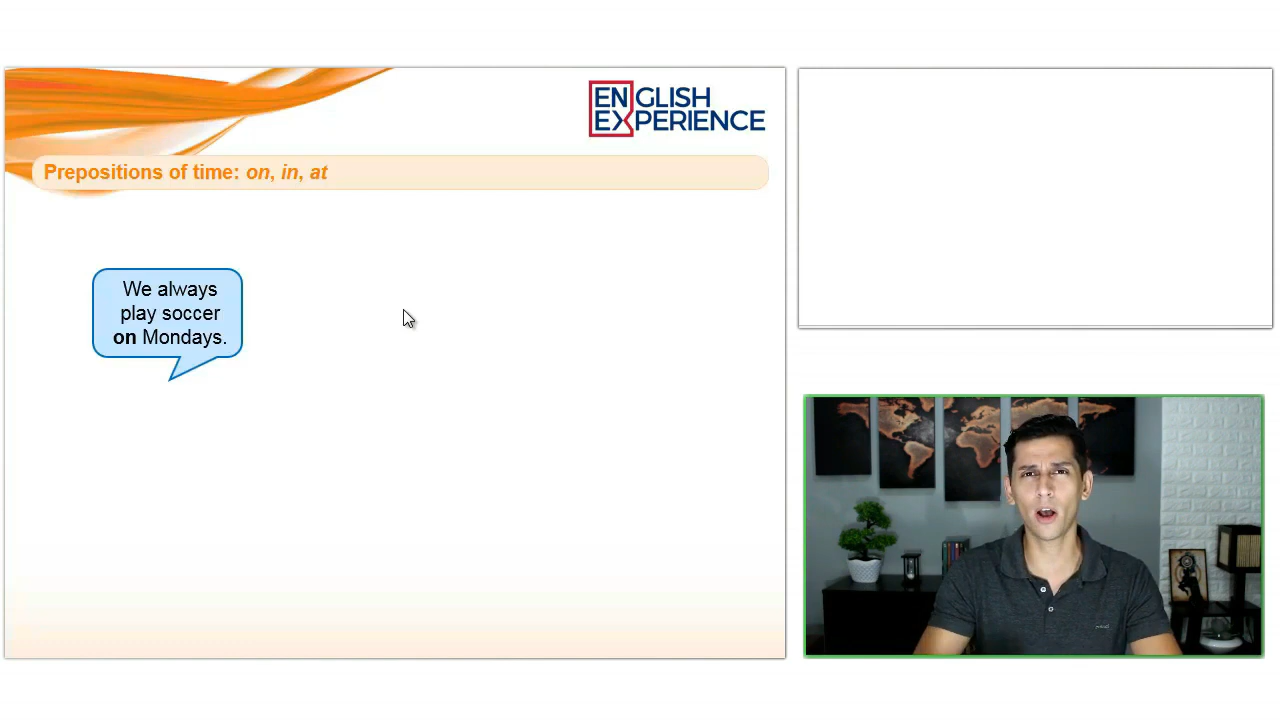 ENGLISH
EXPERIENCE
Prepositions of time: on, in, at
We always
play soccer
on Mondays.